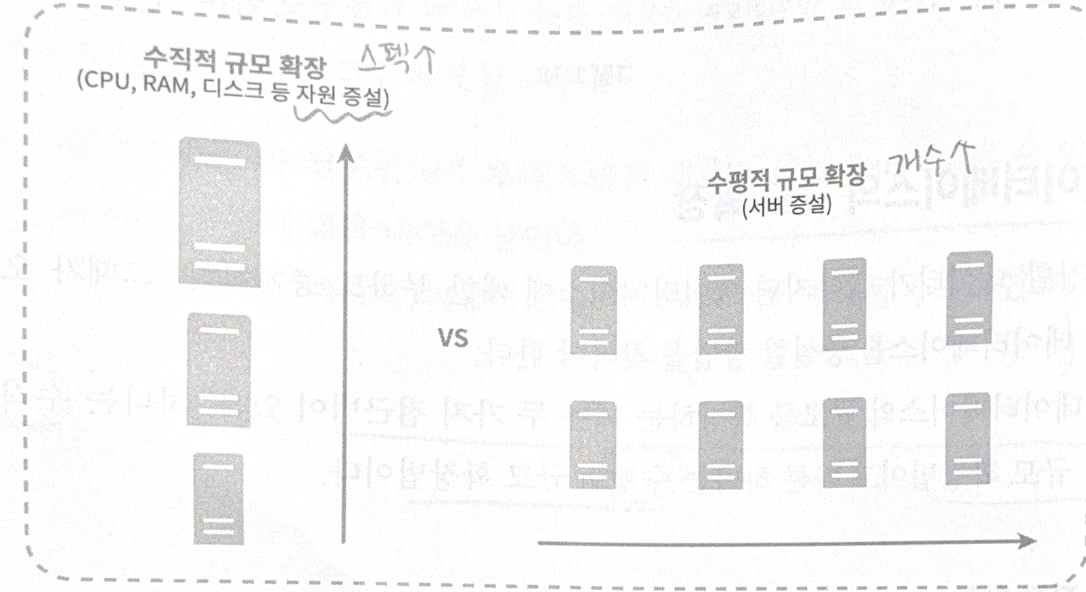 수직적 규모 확장 스펙↑
(CPU, RAM, 디스크 등 자원 증설)
수평적 규모 확장 개수↑
(서버 증설)
VS